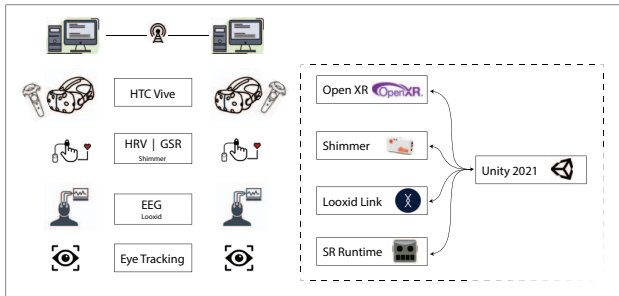 HTC Vive
HRV | GSR
Shimmer
EEG
Looxid
Eye Tracking
Open XR OpenXR.
Shimmer
Looxid Link
SR Runtime
Unity 2021